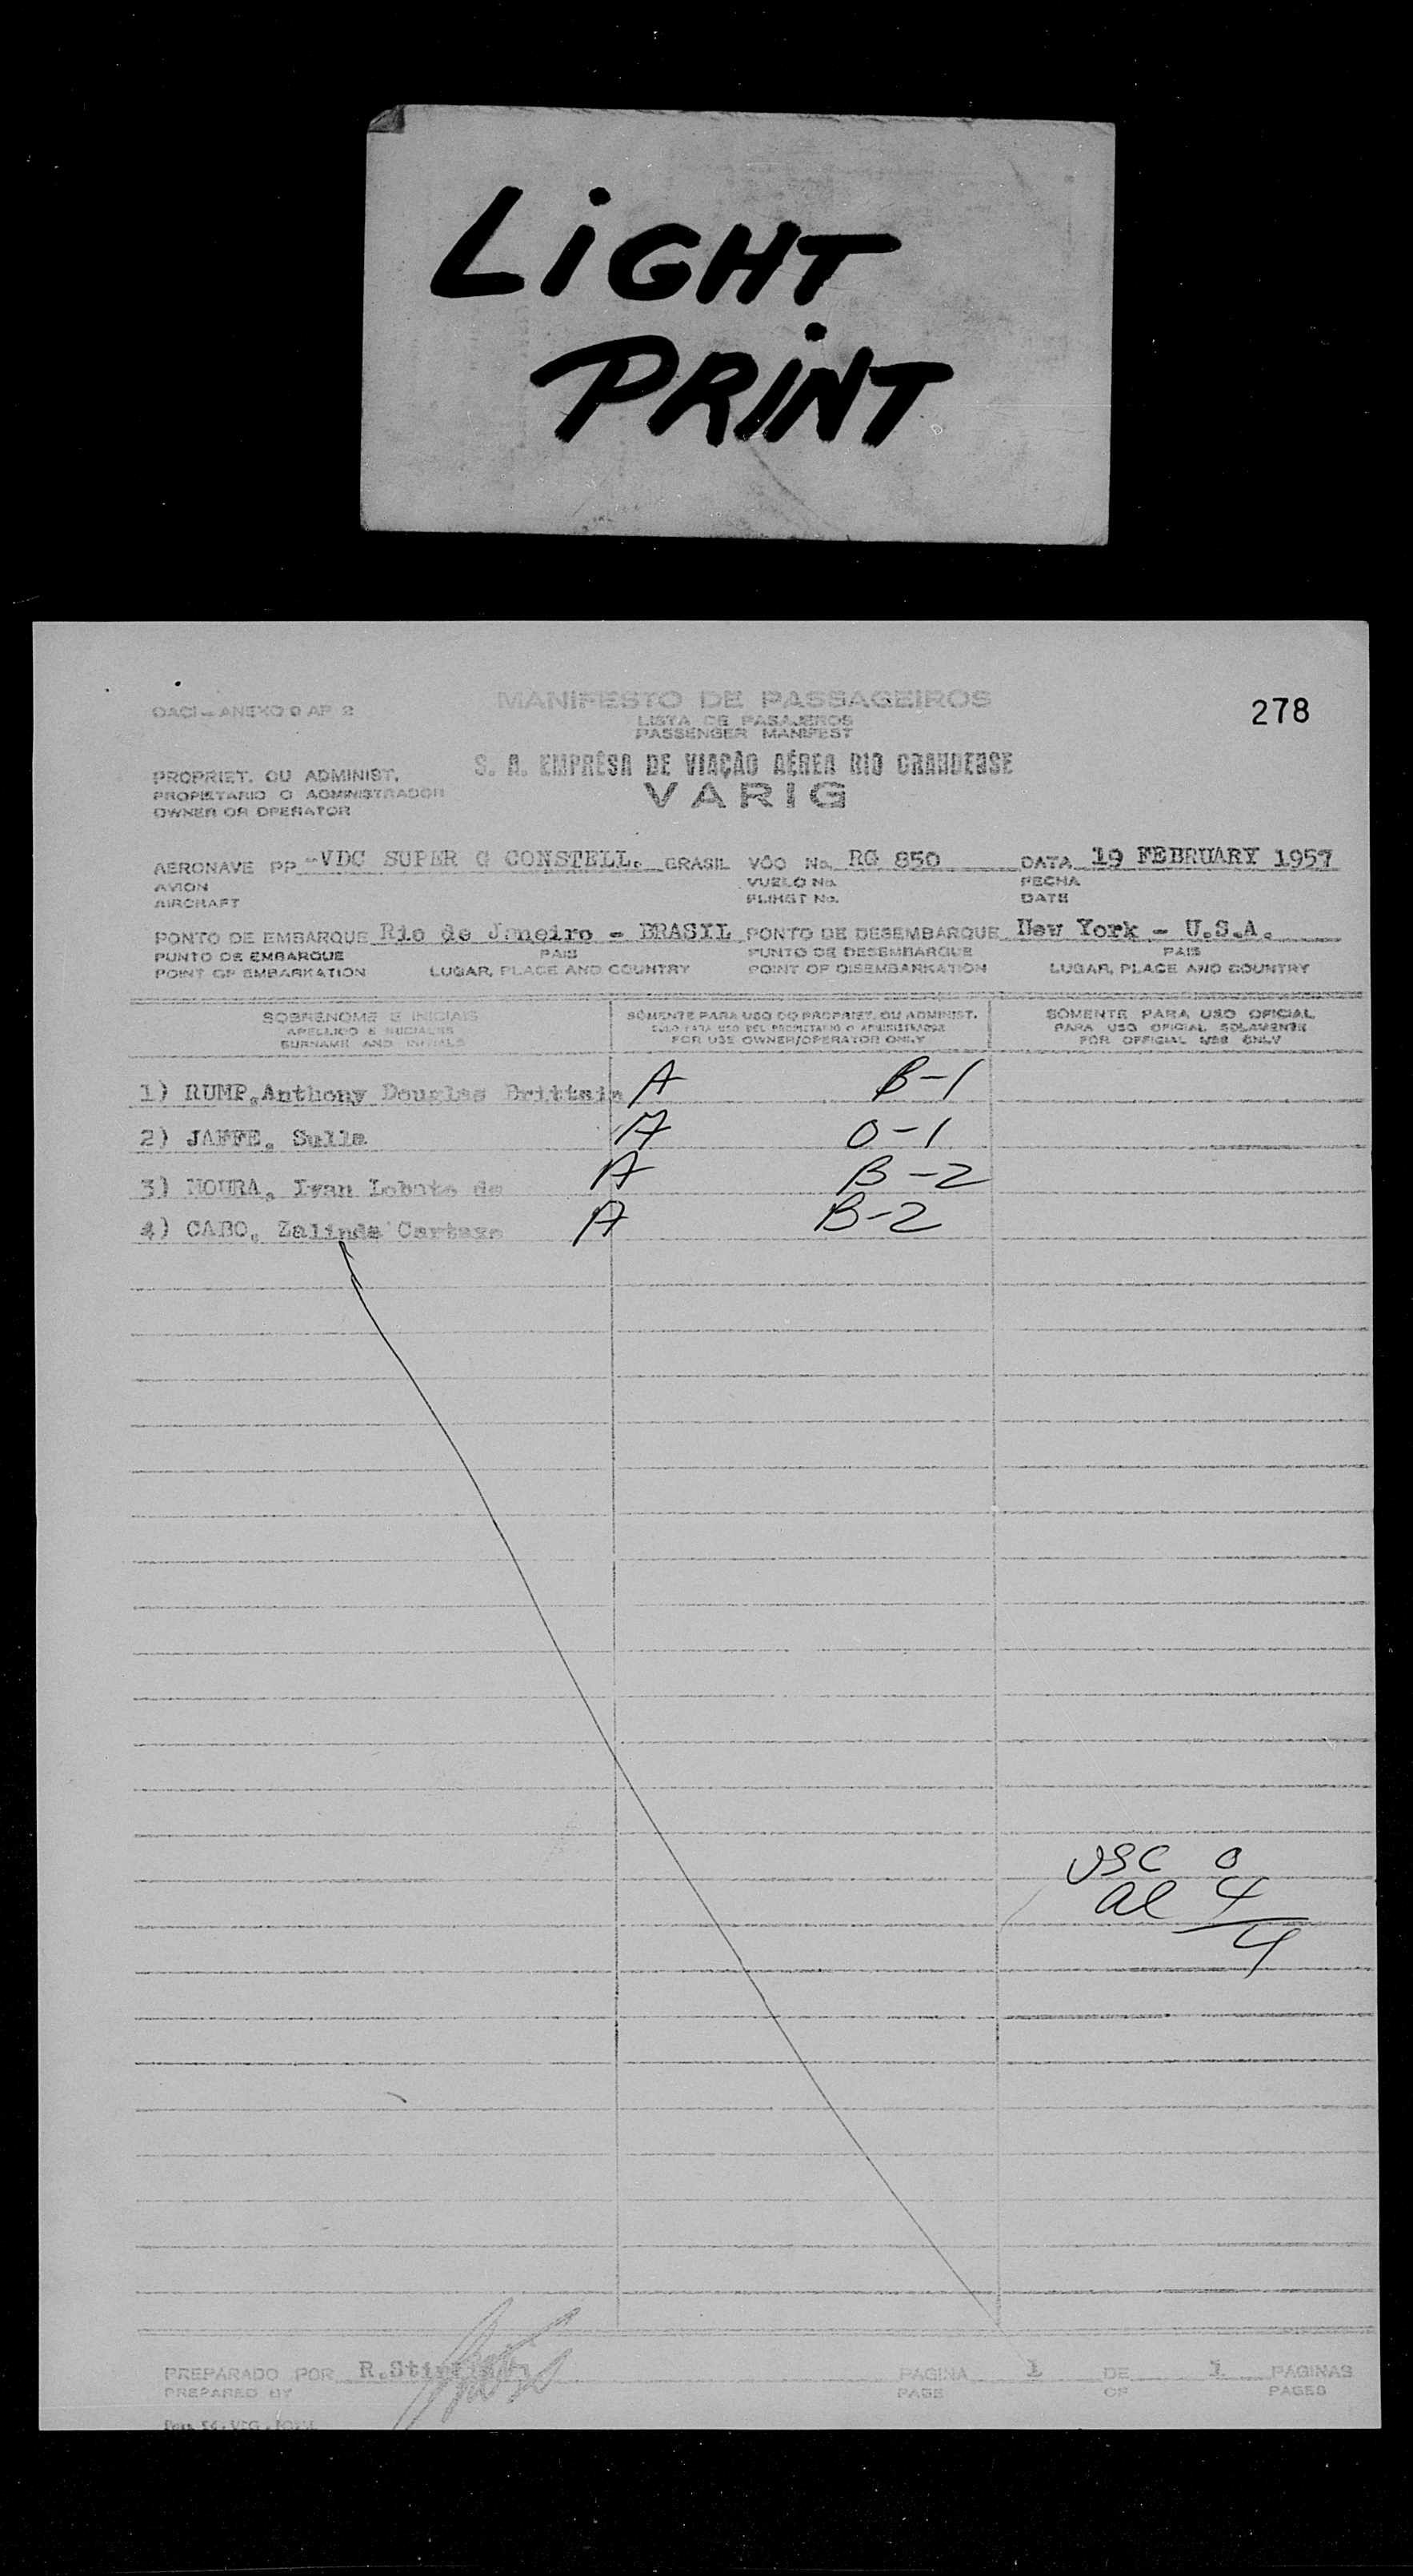 LiGHT
PRiNT
278
MANIFESTO DE PASSAGEIROS
OACI - ANEXO 9 AP 2
LISTA DE PASAJEROS
PASSENGER MANIFEST
S. A. EMPRÊSA DE VIAÇÃO AÉREA RIO GRANDENSE
VARIG
PROPRIET. OU ADMINIST.
PROPIETARIO O ADMINISTRADOR
OWNER OR OPERATOR
AERONAVE PP -VDC SUPER G CONSTELL. BRASIL VÔO No. RG 850 DATA 19 FEBRUARY 1957
AVION VUELO No. FECHA
AIRCRAFT FLIHGT No. DATE
PONTO DE EMBARQUE Rio de Janeiro - BRASIL PONTO DE DESEMBARQUE New York - U.S.A.
PUNTO DE EMBARQUE PAIS PUNTO DE DESEMBARQUE PAIS
POINT OF EMBARKATION LUGAR, PLACE AND COUNTRY POINT OF DISEMBARKATION LUGAR, PLACE AND COUNTRY
SOBRENOME E INICIAIS SÒMENTE PARA USO DO PROPRIET. OU ADMINIST. SOMENTE PARA USO OFICIAL
APELLIDO E INICIALES SOLO PARA USO DEL PROPIETARIO O ADMINISTRADOR PARA USO OFICIAL SOLAMENTE
SURNAME AND INITIALS FOR USE OWNER/OPERATOR ONLY FOR OFFICIAL USE ONLY
1) RUMP, Anthony Douglas Brittain A B-1
2) JAFFE, Sulla A O-1
3) MOURA, Ivan Lobato de A B-2
4) CABO, Zalinda A B-2
USC 0
al 4
4
PREPARADO POR PAGINA 1 DE 1 PAGINAS
PREPARED BY PAGE OF PAGES